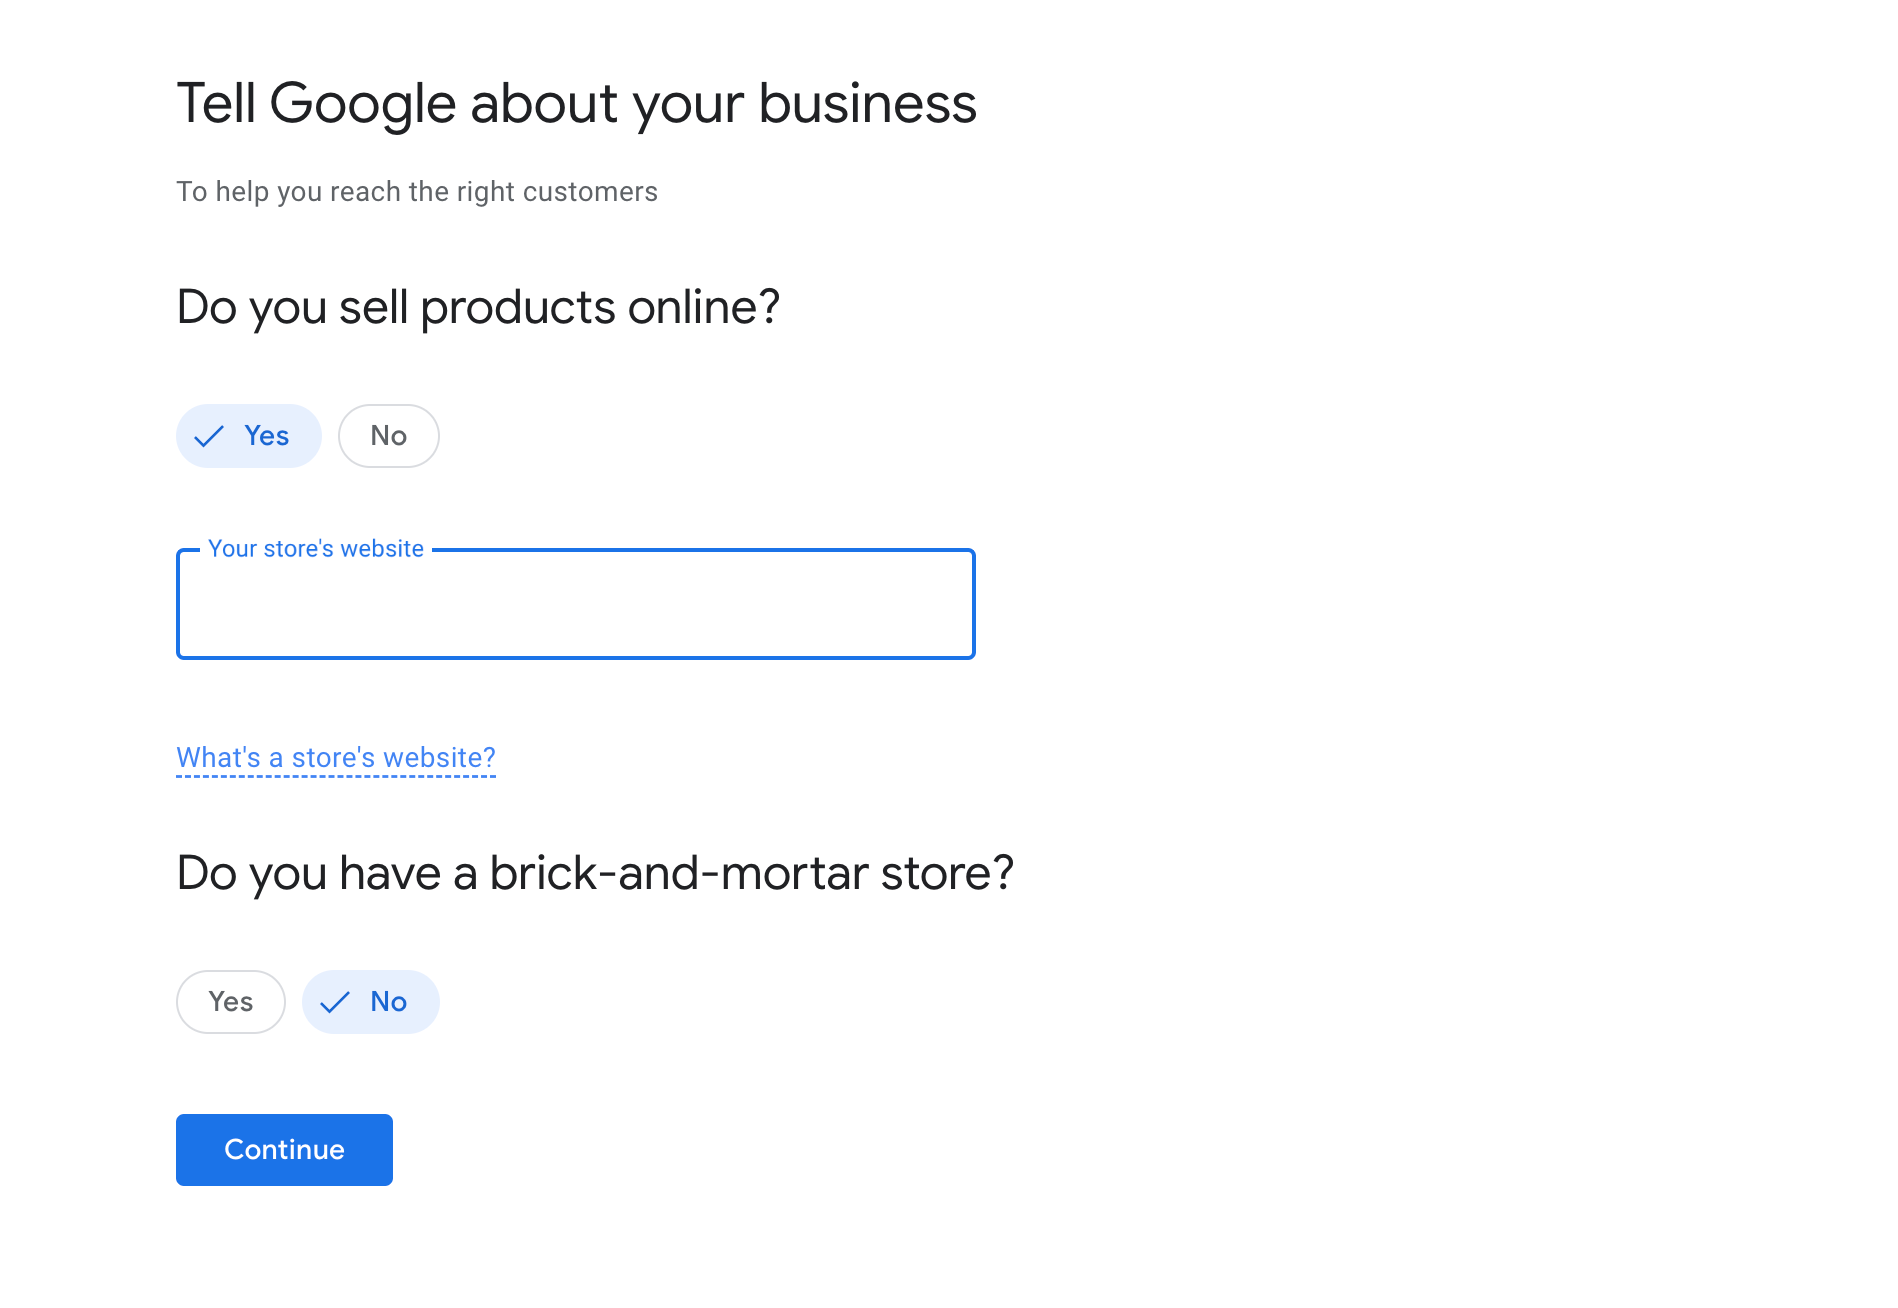 Tell Google about your business
To help you reach the right customers
Do you sell products online?
Yes No
Your store's website
What's a store's website?
Do you have a brick-and-mortar store?
Yes No
Continue